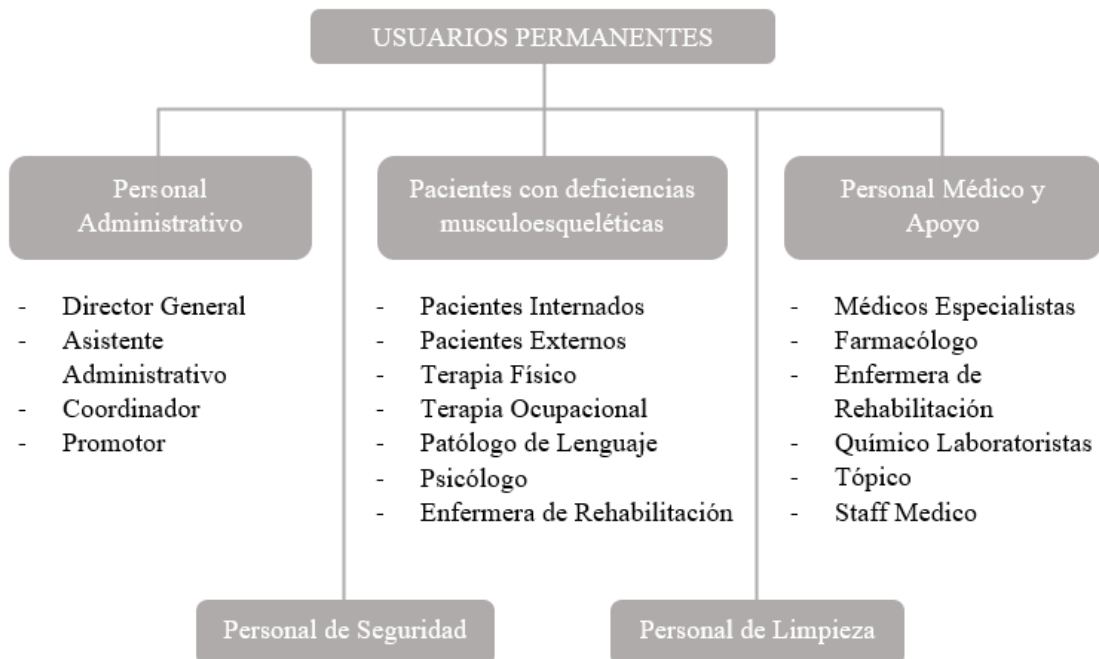 USUARIOS PERMANENTES
Personal
Administrativo
- Director General
- Asistente
Administrativo
- Coordinador
- Promotor
Pacientes con deficiencias
musculoesqueléticas
- Pacientes Internados
- Pacientes Externos
- Terapia Físico
- Terapia Ocupacional
- Patólogo de Lenguaje
- Psicólogo
- Enfermera de Rehabilitación
Personal Médico y
Apoyo
- Médicos Especialistas
- Farmacólogo
- Enfermera de
Rehabilitación
- Químico Laboratoristas
- Tópico
- Staff Medico
Personal de Seguridad
Personal de Limpieza